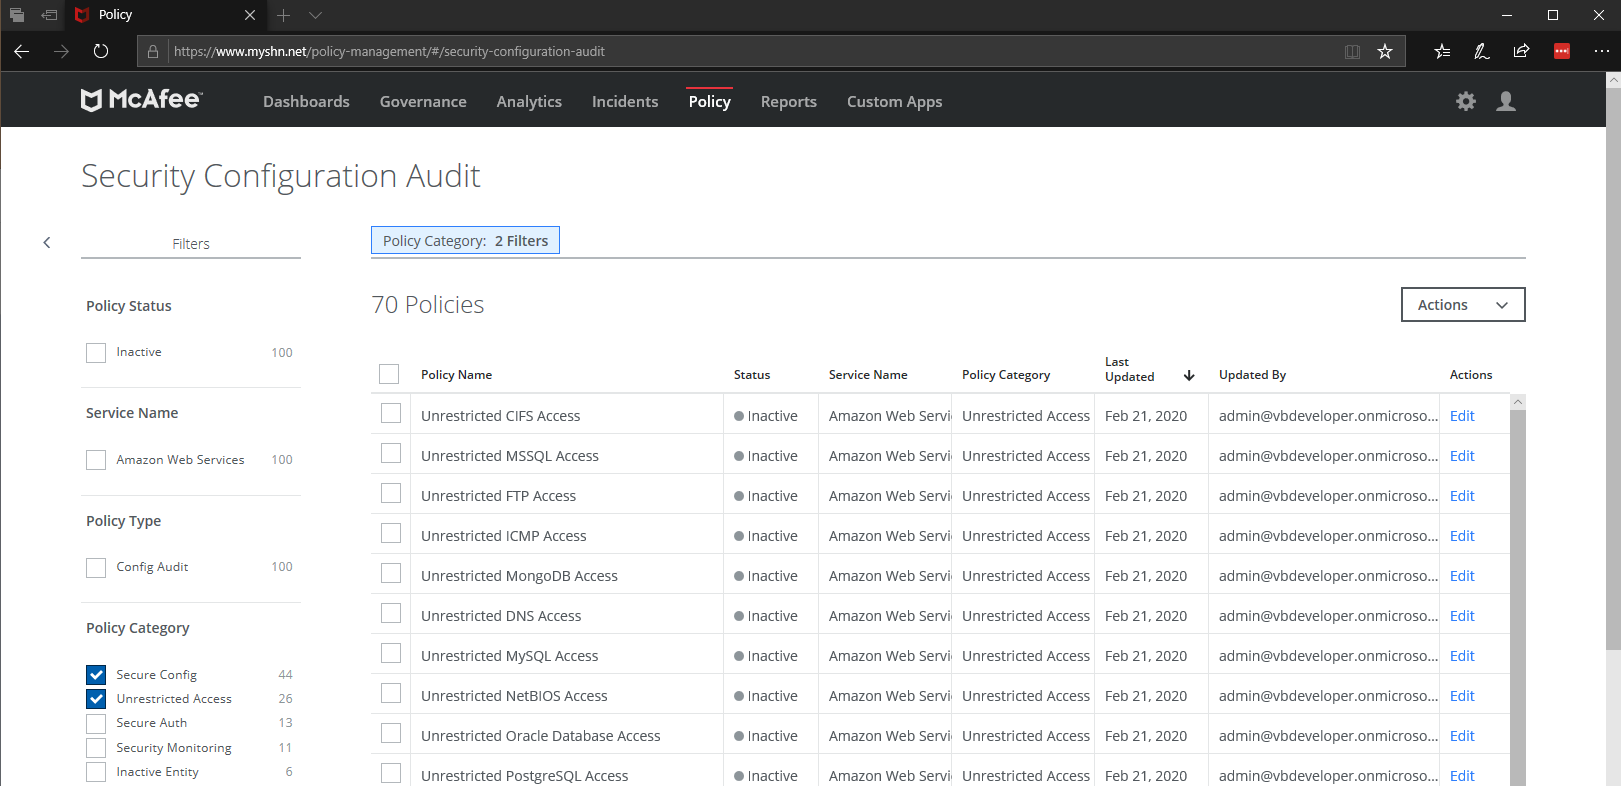 Policy
https://www.myshn.net/policy-management/#/security-configuration-audit
McAfee™ Dashboards Governance Analytics Incidents Policy Reports Custom Apps
Security Configuration Audit
Filters
Policy Category: 2 Filters
Policy Status
Inactive 100
Service Name
Amazon Web Services 100
Policy Type
Config Audit 100
Policy Category
Secure Config 44
Unrestricted Access 26
Secure Auth 13
Security Monitoring 11
Inactive Entity 6
70 Policies
Actions
Policy Name Status Service Name Policy Category Last Updated Updated By Actions
Unrestricted CIFS Access Inactive Amazon Web Servi Unrestricted Access Feb 21, 2020 admin@vbdeveloper.onmicroso... Edit
Unrestricted MSSQL Access Inactive Amazon Web Servi Unrestricted Access Feb 21, 2020 admin@vbdeveloper.onmicroso... Edit
Unrestricted FTP Access Inactive Amazon Web Servi Unrestricted Access Feb 21, 2020 admin@vbdeveloper.onmicroso... Edit
Unrestricted ICMP Access Inactive Amazon Web Servi Unrestricted Access Feb 21, 2020 admin@vbdeveloper.onmicroso... Edit
Unrestricted MongoDB Access Inactive Amazon Web Servi Unrestricted Access Feb 21, 2020 admin@vbdeveloper.onmicroso... Edit
Unrestricted DNS Access Inactive Amazon Web Servi Unrestricted Access Feb 21, 2020 admin@vbdeveloper.onmicroso... Edit
Unrestricted MySQL Access Inactive Amazon Web Servi Unrestricted Access Feb 21, 2020 admin@vbdeveloper.onmicroso... Edit
Unrestricted NetBIOS Access Inactive Amazon Web Servi Unrestricted Access Feb 21, 2020 admin@vbdeveloper.onmicroso... Edit
Unrestricted Oracle Database Access Inactive Amazon Web Servi Unrestricted Access Feb 21, 2020 admin@vbdeveloper.onmicroso... Edit
Unrestricted PostgreSQL Access Inactive Amazon Web Servi Unrestricted Access Feb 21, 2020 admin@vbdeveloper.onmicroso... Edit